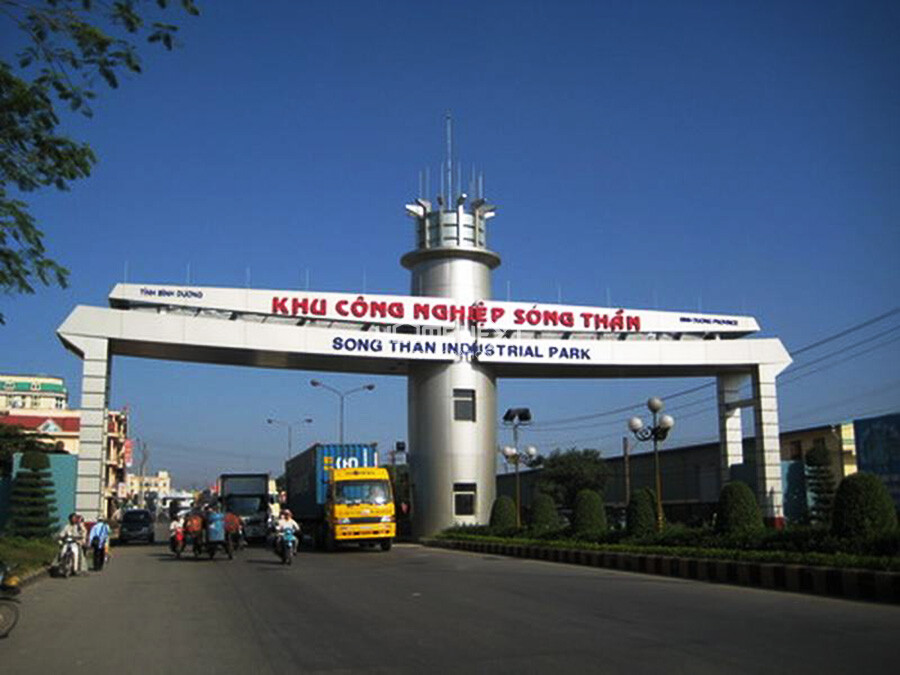 TỈNH BÌNH DƯƠNG
KHU CÔNG NGHIỆP SÓNG THẦN
BINH DUONG PROVINCE
SONG THAN INDUSTRIAL PARK